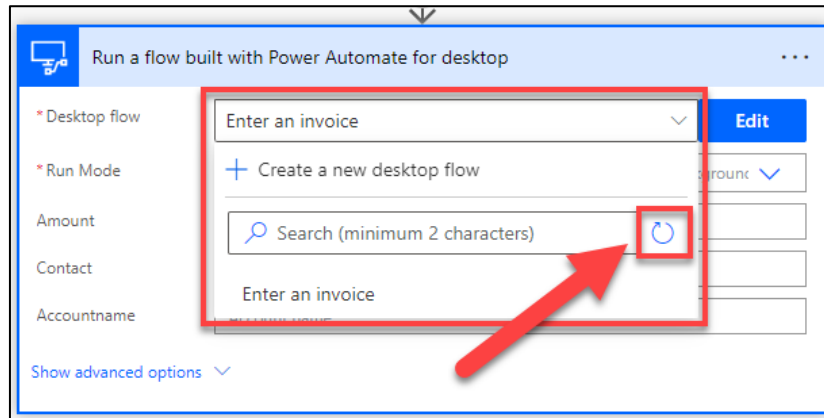 Run a flow built with Power Automate for desktop
* Desktop flow
Enter an invoice
Edit
Create a new desktop flow
* Run Mode
Amount
Search (minimum 2 characters)
Contact
Enter an invoice
Accountname
Show advanced options